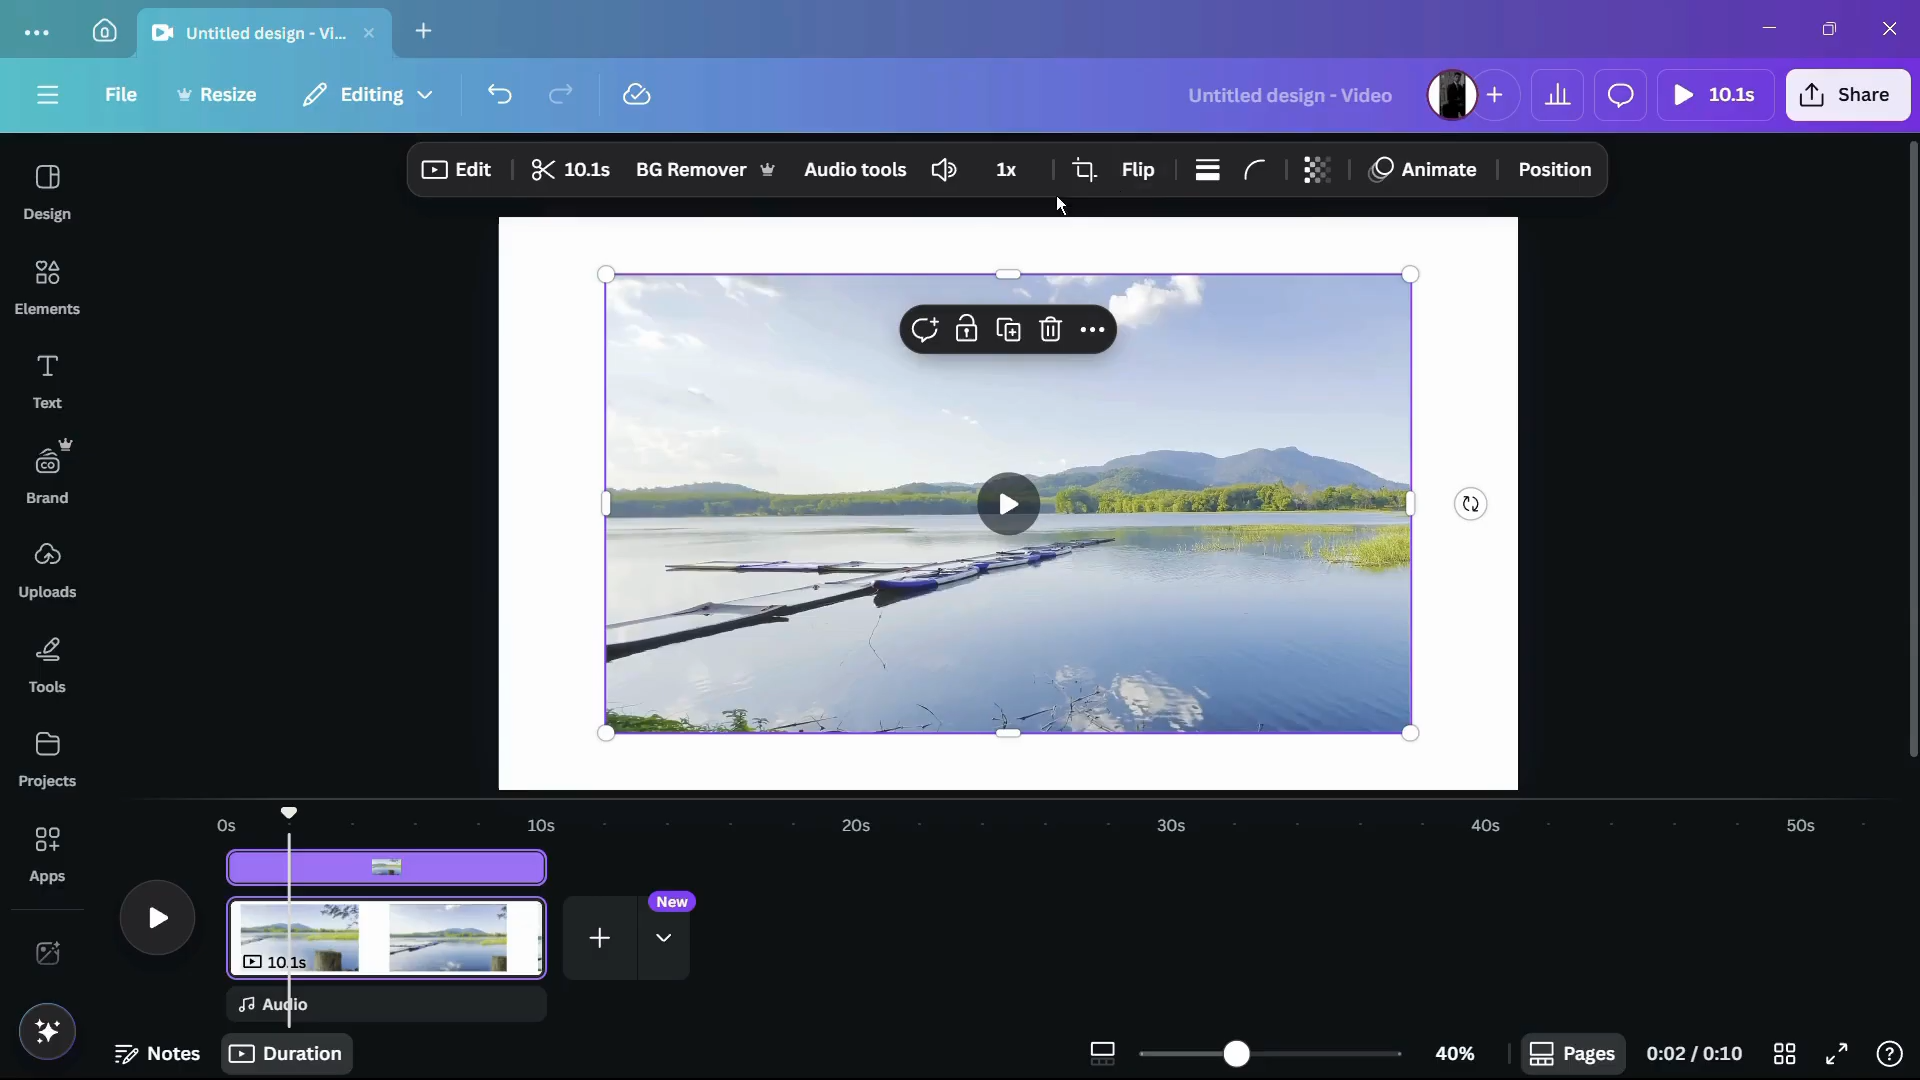 Untitled design - Vi...
File
Resize
Editing
Untitled design - Video
10.1s
Share
Edit
10.1s
BG Remover
Audio tools
1x
Flip
Animate
Position
Design
Elements
Text
Brand
Uploads
Tools
Projects
Apps
0s
10s
20s
30s
40s
50s
New
10.1s
Audio
Notes
Duration
40%
Pages
0:02 / 0:10